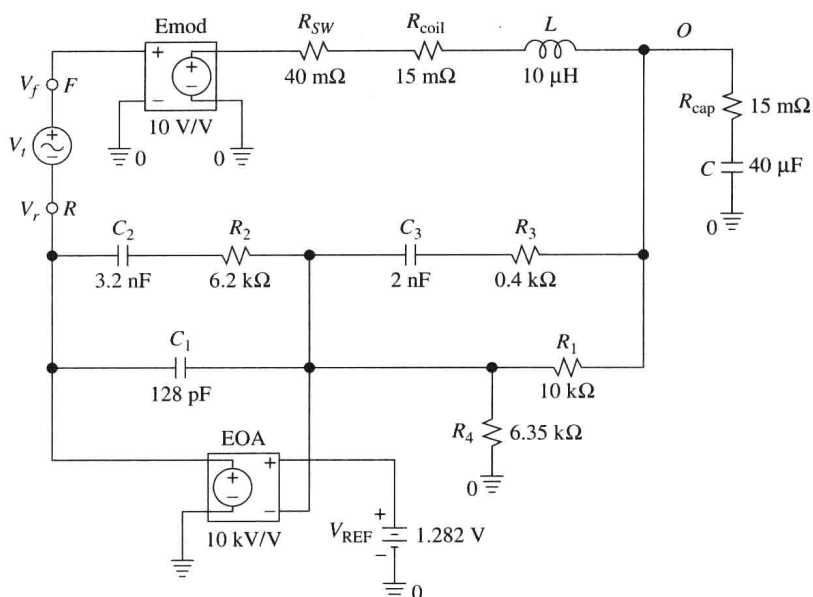 Emod
R_SW
40 mΩ
R_coil
15 mΩ
L
10 μH
O
+
−
+
−
10 V/V
0
0
V_f
F
V_t
+
−
V_r
R
R_cap
15 mΩ
C
40 μF
0
C_2
3.2 nF
R_2
6.2 kΩ
C_3
2 nF
R_3
0.4 kΩ
C_1
128 pF
R_1
10 kΩ
R_4
6.35 kΩ
0
EOA
+
−
+
−
10 kV/V
V_REF
+
−
1.282 V
0